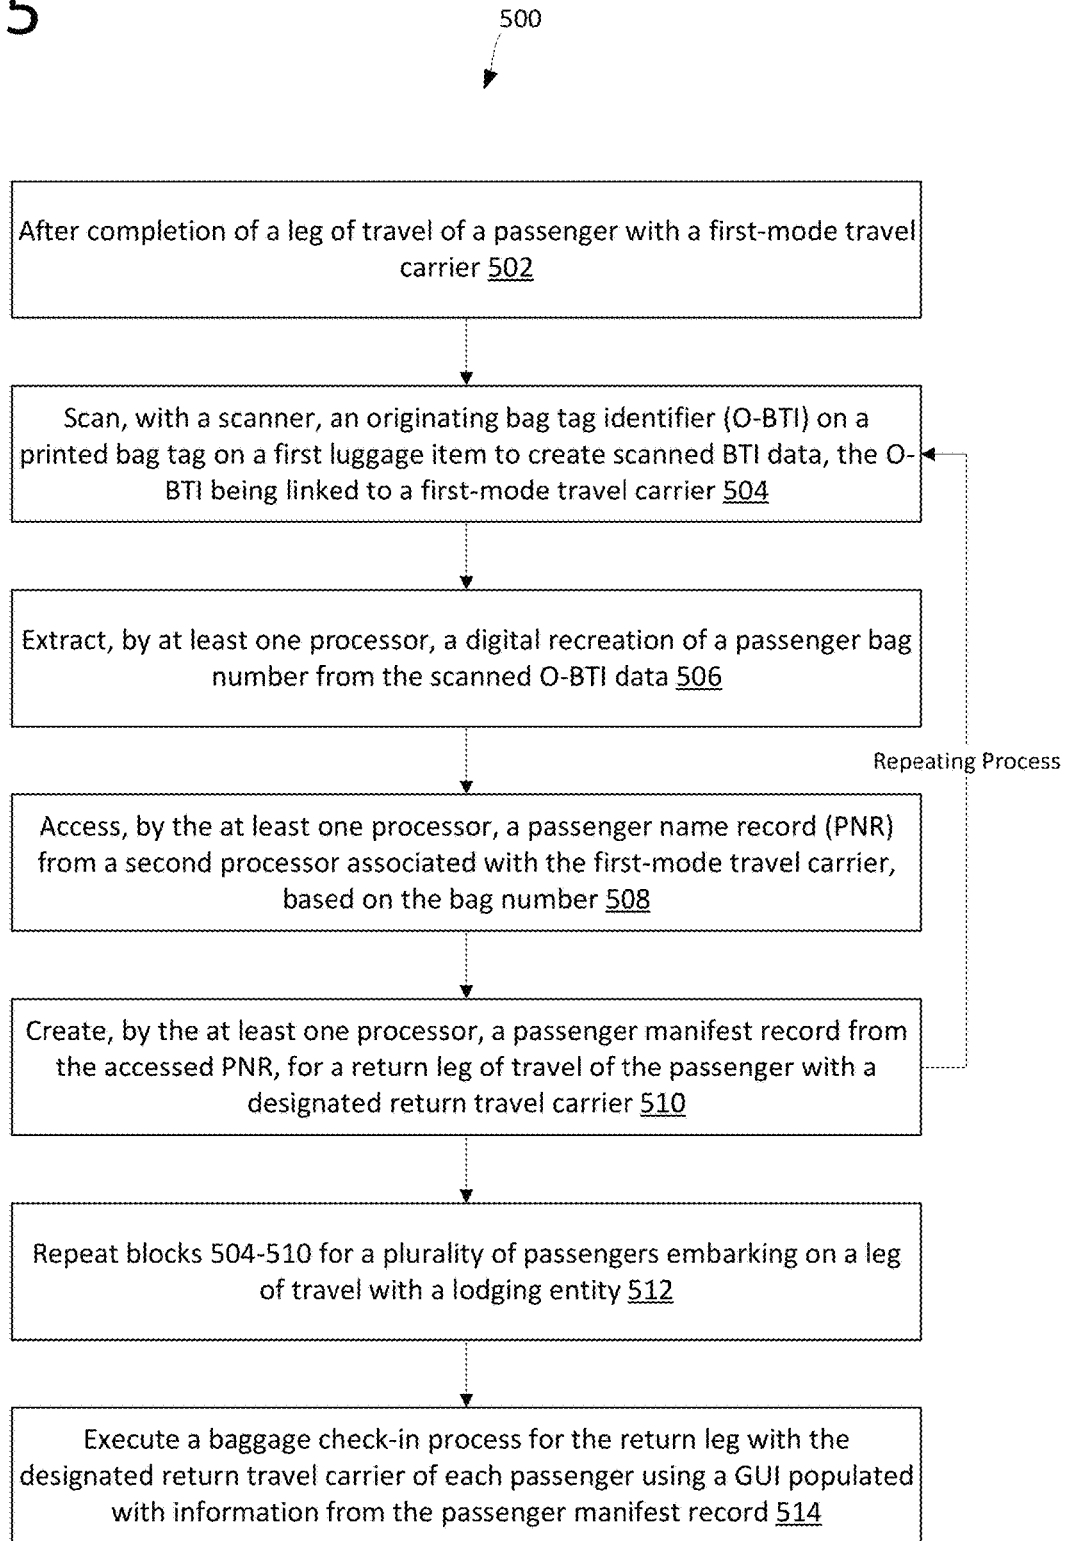 5
500
After completion of a leg of travel of a passenger with a first-mode travel
carrier 502
Scan, with a scanner, an originating bag tag identifier (O-BTI) on a
printed bag tag on a first luggage item to create scanned BTI data, the O-
BTI being linked to a first-mode travel carrier 504
Extract, by at least one processor, a digital recreation of a passenger bag
number from the scanned O-BTI data 506
Repeating Process
Access, by the at least one processor, a passenger name record (PNR)
from a second processor associated with the first-mode travel carrier,
based on the bag number 508
Create, by the at least one processor, a passenger manifest record from
the accessed PNR, for a return leg of travel of the passenger with a
designated return travel carrier 510
Repeat blocks 504-510 for a plurality of passengers embarking on a leg
of travel with a lodging entity 512
Execute a baggage check-in process for the return leg with the
designated return travel carrier of each passenger using a GUI populated
with information from the passenger manifest record 514